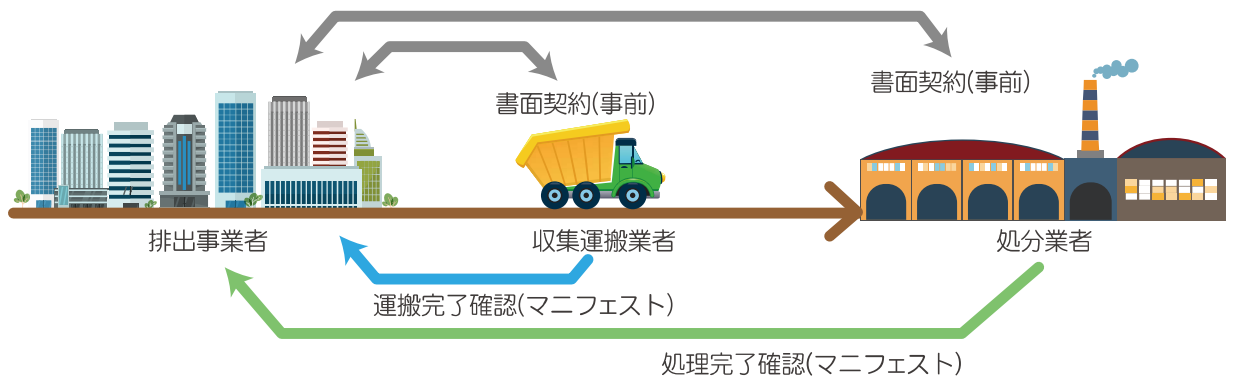 書面契約(事前)
書面契約(事前)
排出事業者
収集運搬業者
処分業者
運搬完了確認(マニフェスト)
処理完了確認(マニフェスト)